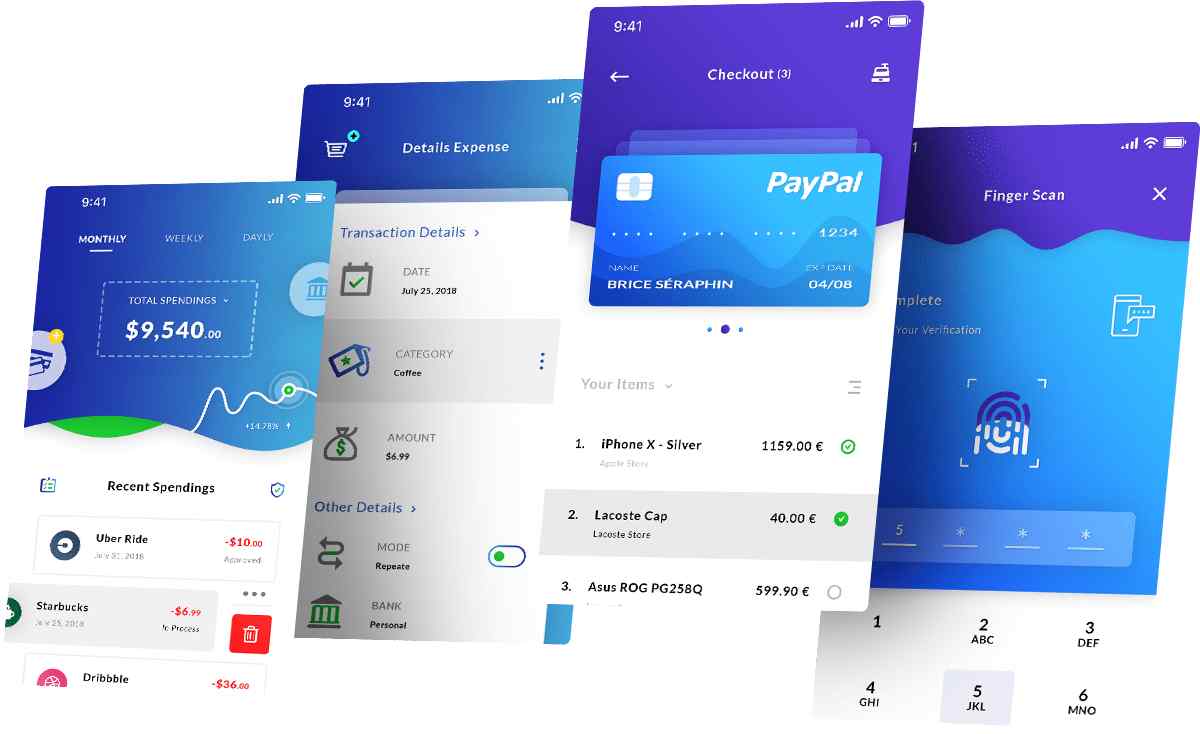 9:41
MONTHLY WEEKLY DAYLY
TOTAL SPENDINGS
$9,540.00
+14.78%
Recent Spendings
Uber Ride -$10.00
July 31, 2018 Approved
Starbucks -$6.99
July 25, 2018 In Process
Dribbble -$36.00
9:41
Details Expense
Transaction Details >
DATE
July 25, 2018
CATEGORY
Coffee
AMOUNT
$6.99
Other Details >
MODE
Repeate
BANK
Personal
9:41
Checkout (3)
PayPal
•••• •••• •••• 1234
NAME EXP DATE
BRICE SÉRAPHIN 04/08
Your Items
1. iPhone X - Silver 1159.00 €
Apple Store
2. Lacoste Cap 40.00 €
Lacoste Store
3. Asus ROG PG258Q 599.90 €
Finger Scan
mplete
Your Verification
5 * * *
1 2 3
ABC DEF
4 5 6
GHI JKL MNO